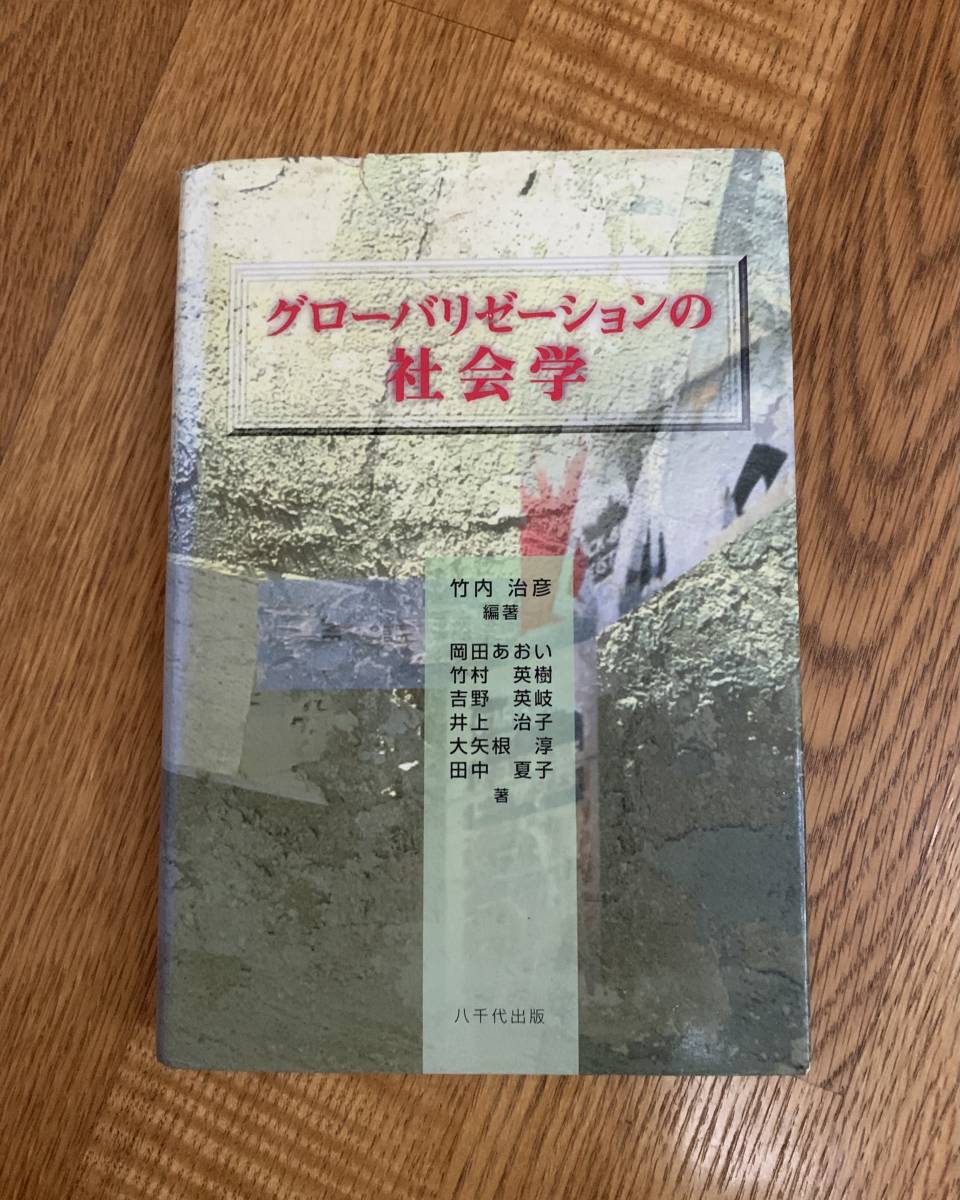 グローバリゼーションの
社会学
竹内 治彦
編著
岡田あおい
竹村 英樹
吉野 英岐
井上 治子
大矢根 淳
田中 夏子
著
八千代出版